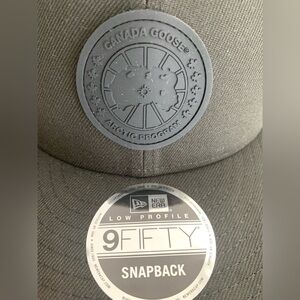 CANADA GOOSE®
ARCTIC PROGRAM
NEW ERA
LOW PROFILE
9FIFTY
SNAPBACK